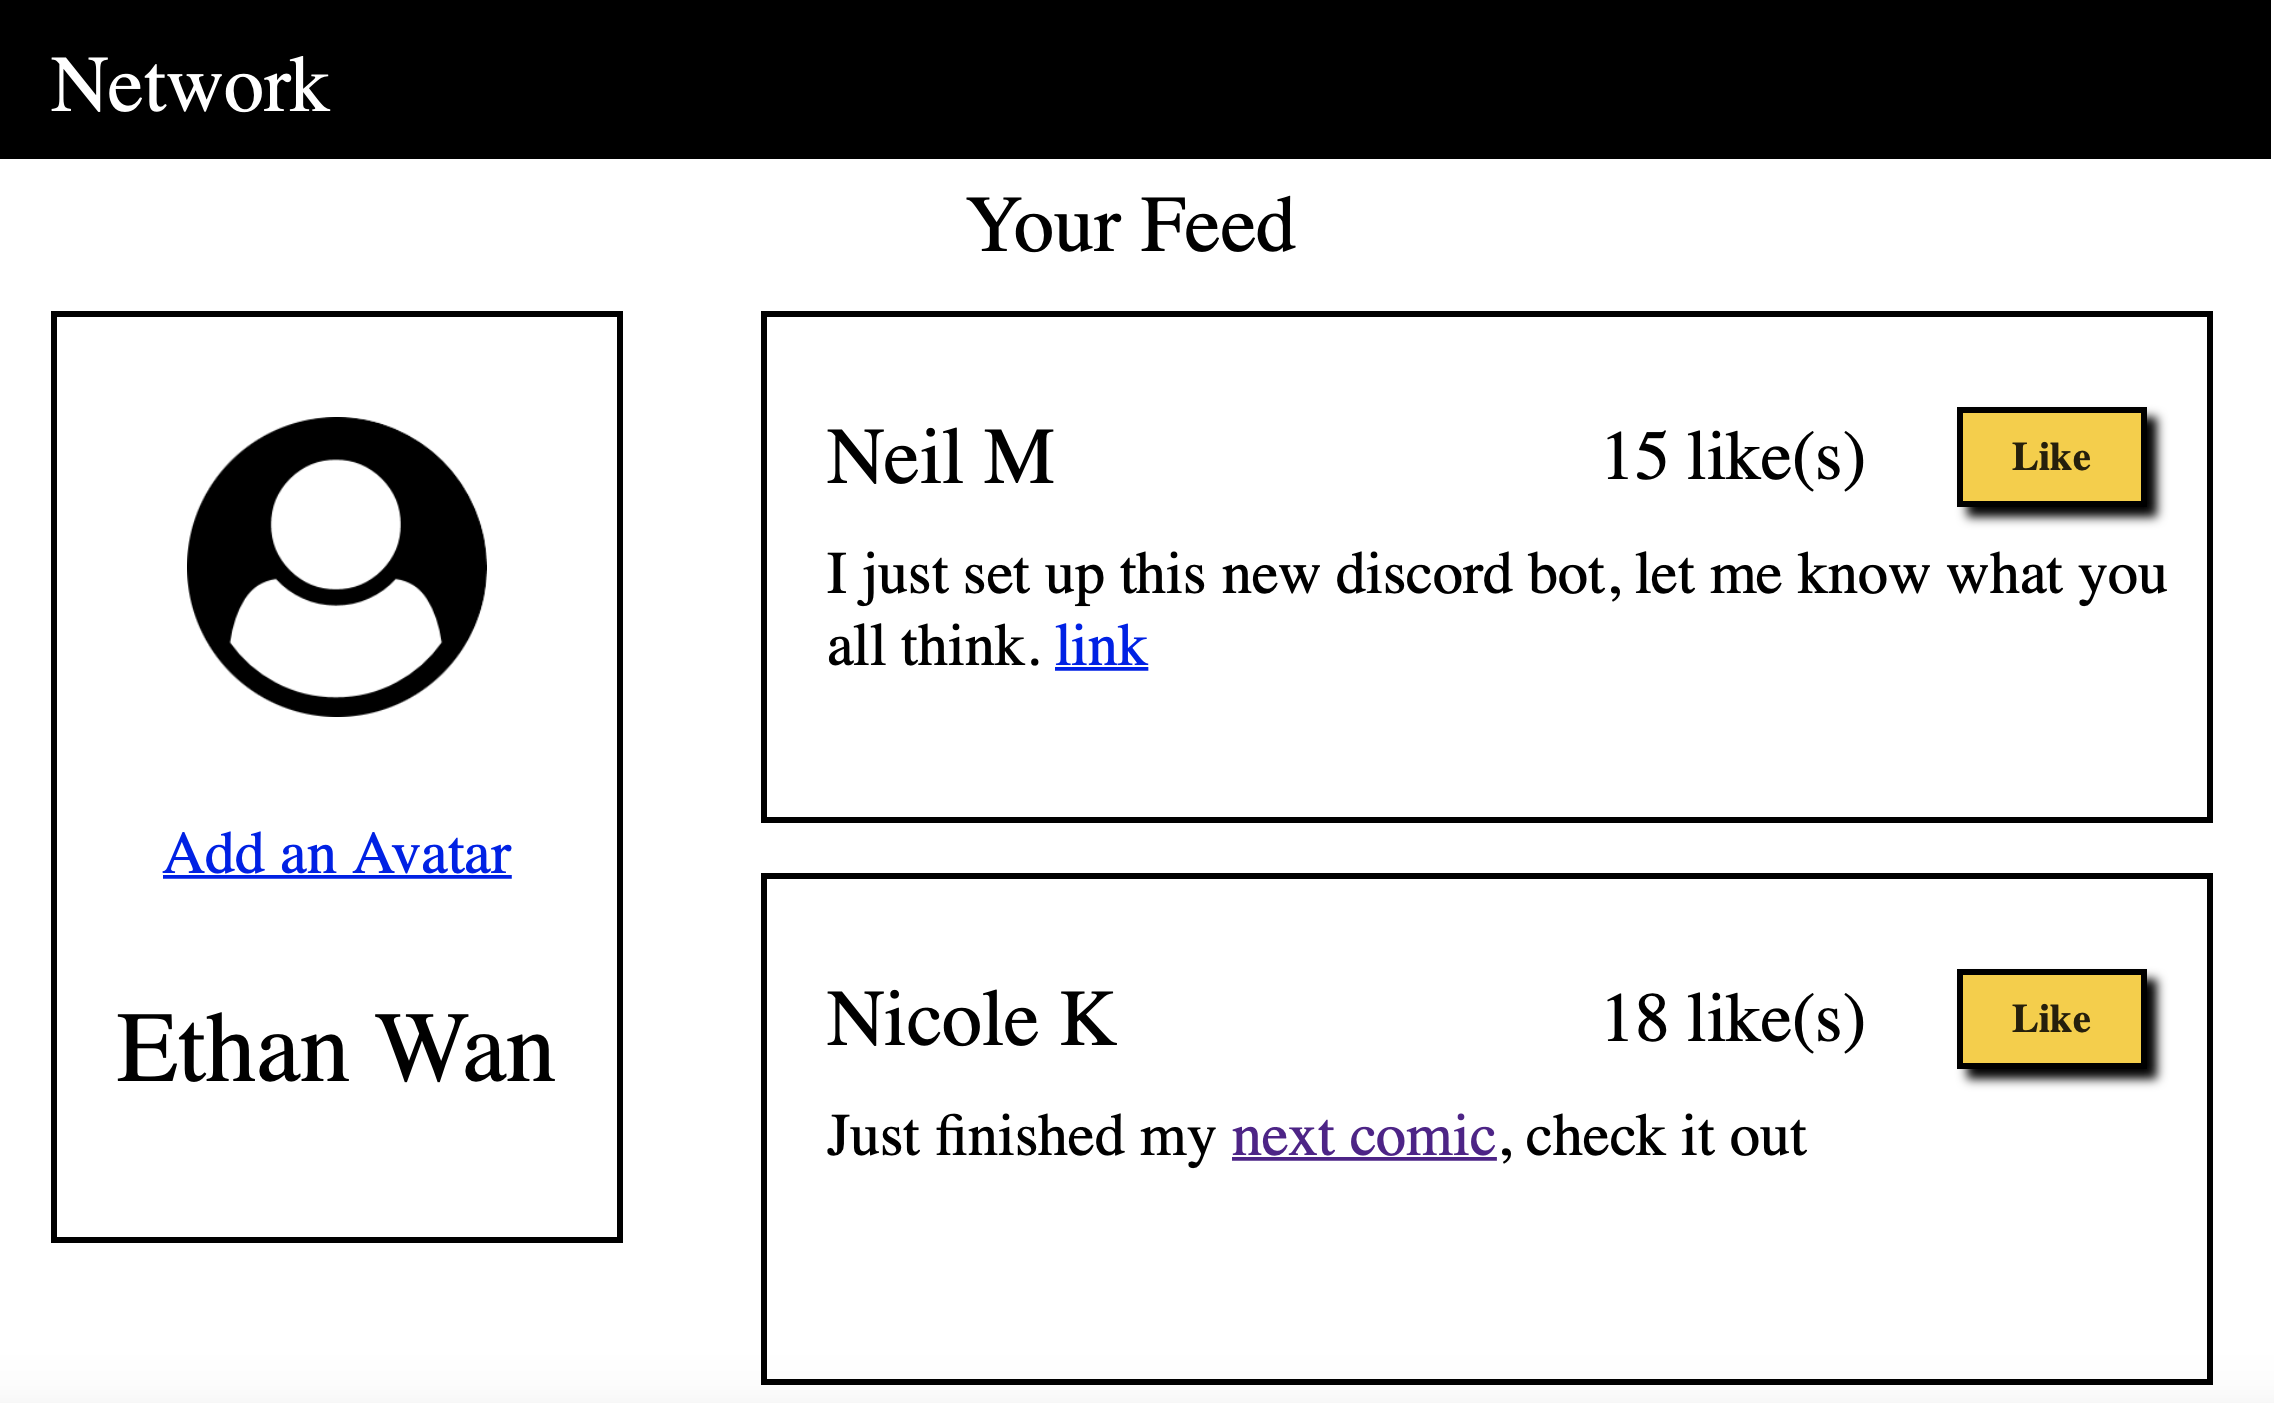 Network
Your Feed
Add an Avatar
Ethan Wan
Neil M
15 like(s)
Like
I just set up this new discord bot, let me know what you
all think. link
Nicole K
18 like(s)
Like
Just finished my next comic, check it out